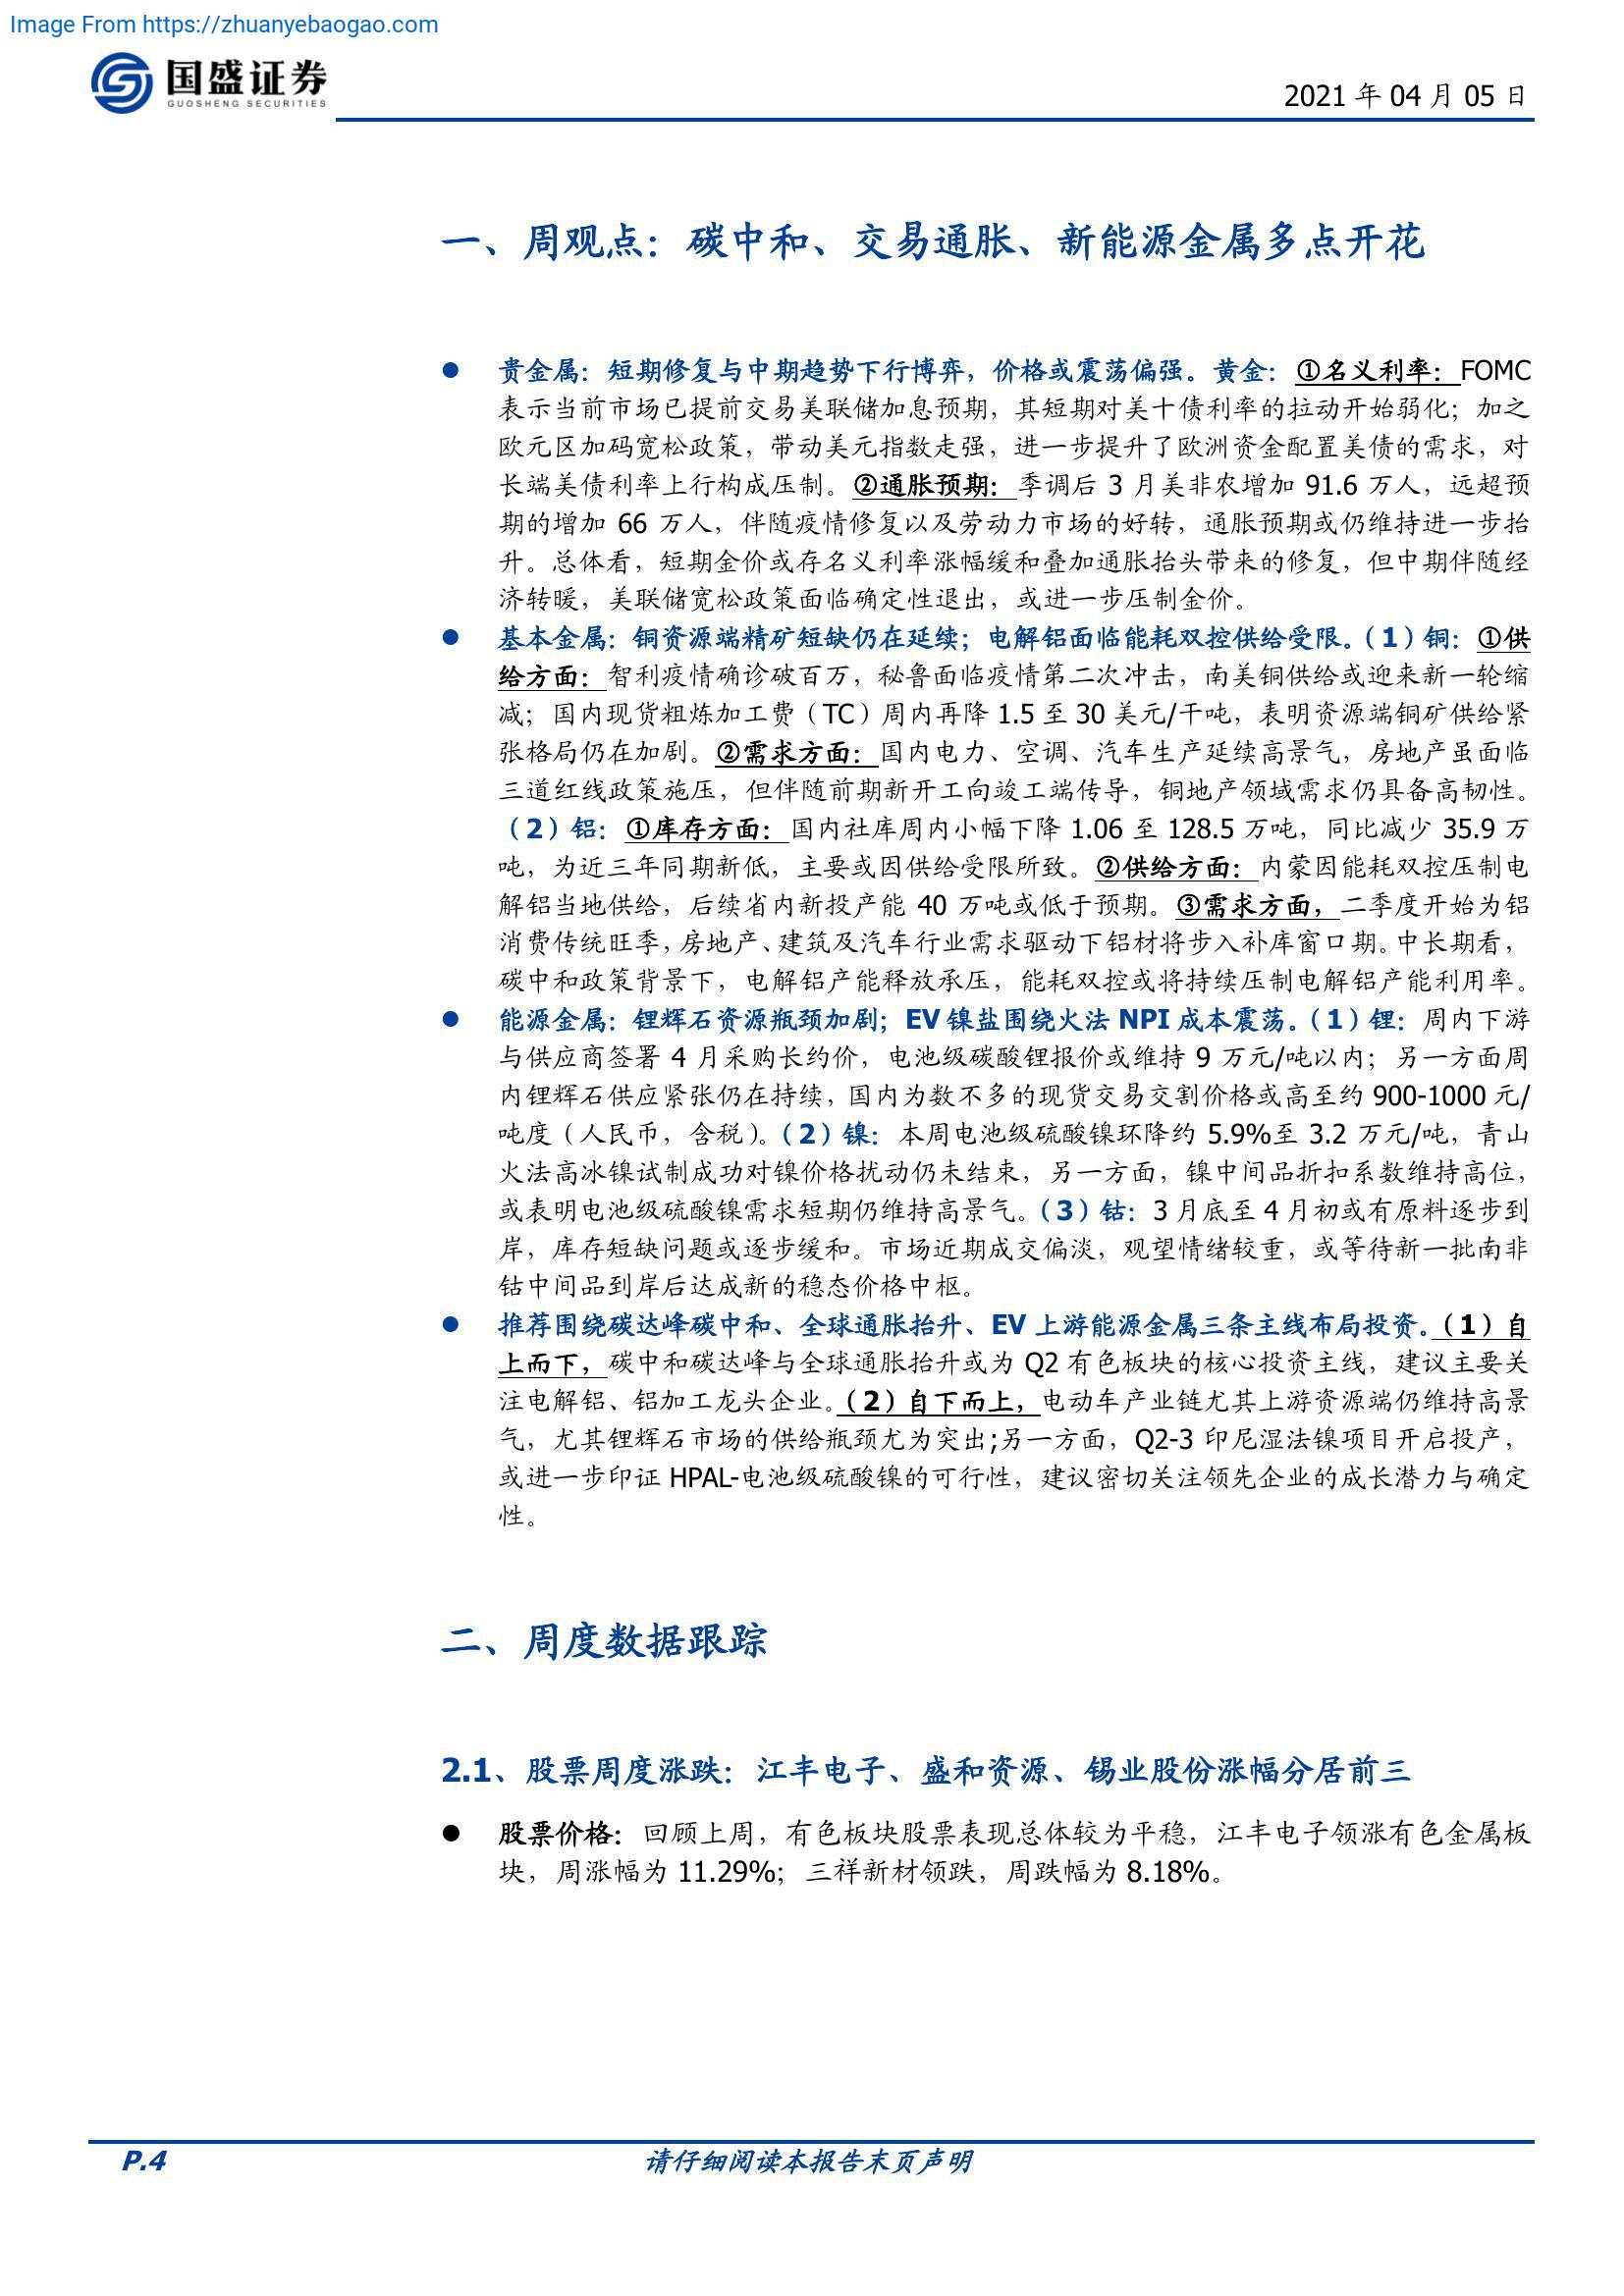 Image From https://zhuanyebaogao.com
国盛证券
GUOSHENG SECURITIES
2021 年 04 月 05 日
一、周观点：碳中和、交易通胀、新能源金属多点开花
● 贵金属：短期修复与中期趋势下行博弈，价格或震荡偏强。黄金：①名义利率：FOMC
表示当前市场已提前交易美联储加息预期，其短期对美十债利率的拉动开始弱化；加之
欧元区加码宽松政策，带动美元指数走强，进一步提升了欧洲资金配置美债的需求，对
长端美债利率上行构成压制。②通胀预期：季调后 3 月美非农增加 91.6 万人，远超预
期的增加 66 万人，伴随疫情修复以及劳动力市场的好转，通胀预期或仍维持进一步抬
升。总体看，短期金价或存名义利率涨幅缓和叠加通胀抬头带来的修复，但中期伴随经
济转暖，美联储宽松政策面临确定性退出，或进一步压制金价。
● 基本金属：铜资源端精矿短缺仍在延续；电解铝面临能耗双控供给受限。（1）铜：①供
给方面：智利疫情确诊破百万，秘鲁面临疫情第二次冲击，南美铜供给或迎来新一轮缩
减；国内现货粗炼加工费（TC）周内再降 1.5 至 30 美元/干吨，表明资源端铜矿供给紧
张格局仍在加剧。②需求方面：国内电力、空调、汽车生产延续高景气，房地产虽面临
三道红线政策施压，但伴随前期新开工向竣工端传导，铜地产领域需求仍具备高韧性。
（2）铝：①库存方面：国内社库周内小幅下降 1.06 至 128.5 万吨，同比减少 35.9 万
吨，为近三年同期新低，主要或因供给受限所致。②供给方面：内蒙因能耗双控压制电
解铝当地供给，后续省内新投产能 40 万吨或低于预期。③需求方面，二季度开始为铝
消费传统旺季，房地产、建筑及汽车行业需求驱动下铝材将步入补库窗口期。中长期看，
碳中和政策背景下，电解铝产能释放承压，能耗双控或将持续压制电解铝产能利用率。
● 能源金属：锂辉石资源瓶颈加剧；EV 镍盐围绕火法 NPI 成本震荡。（1）锂：周内下游
与供应商签署 4 月采购长约价，电池级碳酸锂报价或维持 9 万元/吨以内；另一方面周
内锂辉石供应紧张仍在持续，国内为数不多的现货交易交割价格或高至约 900-1000 元/
吨度（人民币，含税）。（2）镍：本周电池级硫酸镍环降约 5.9%至 3.2 万元/吨，青山
火法高冰镍试制成功对镍价格扰动仍未结束，另一方面，镍中间品折扣系数维持高位，
或表明电池级硫酸镍需求短期仍维持高景气。（3）钴：3 月底至 4 月初或有原料逐步到
岸，库存短缺问题或逐步缓和。市场近期成交偏淡，观望情绪较重，或等待新一批南非
钴中间品到岸后达成新的稳态价格中枢。
● 推荐围绕碳达峰碳中和、全球通胀抬升、EV 上游能源金属三条主线布局投资。（1）自
上而下，碳中和碳达峰与全球通胀抬升或为 Q2 有色板块的核心投资主线，建议主要关
注电解铝、铝加工龙头企业。（2）自下而上，电动车产业链尤其上游资源端仍维持高景
气，尤其锂辉石市场的供给瓶颈尤为突出;另一方面，Q2-3 印尼湿法镍项目开启投产，
或进一步印证 HPAL-电池级硫酸镍的可行性，建议密切关注领先企业的成长潜力与确定
性。
二、周度数据跟踪
2.1、股票周度涨跌：江丰电子、盛和资源、锡业股份涨幅分居前三
● 股票价格：回顾上周，有色板块股票表现总体较为平稳，江丰电子领涨有色金属板
块，周涨幅为 11.29%；三祥新材领跌，周跌幅为 8.18%。
P.4
请仔细阅读本报告末页声明